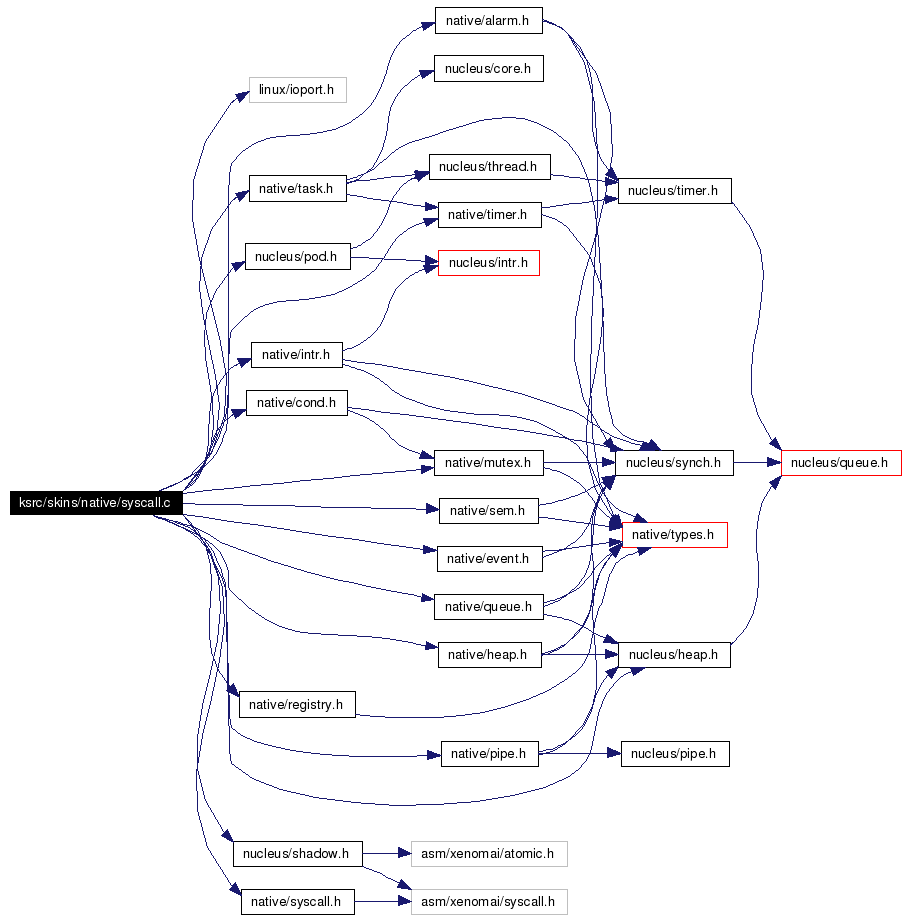 native/alarm.h
nucleus/core.h
linux/ioport.h
nucleus/thread.h
native/task.h
nucleus/timer.h
native/timer.h
nucleus/pod.h
nucleus/intr.h
native/intr.h
native/cond.h
native/mutex.h
nucleus/synch.h
nucleus/queue.h
ksrc/skins/native/syscall.c
native/sem.h
native/types.h
native/event.h
native/queue.h
native/heap.h
nucleus/heap.h
native/registry.h
native/pipe.h
nucleus/pipe.h
nucleus/shadow.h
asm/xenomai/atomic.h
native/syscall.h
asm/xenomai/syscall.h